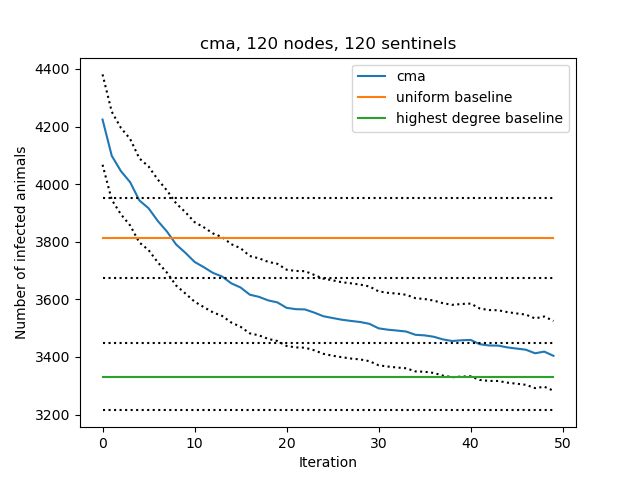 cma, 120 nodes, 120 sentinels
cma
uniform baseline
highest degree baseline
Number of infected animals
4400
4200
4000
3800
3600
3400
3200
0 10 20 30 40 50
Iteration